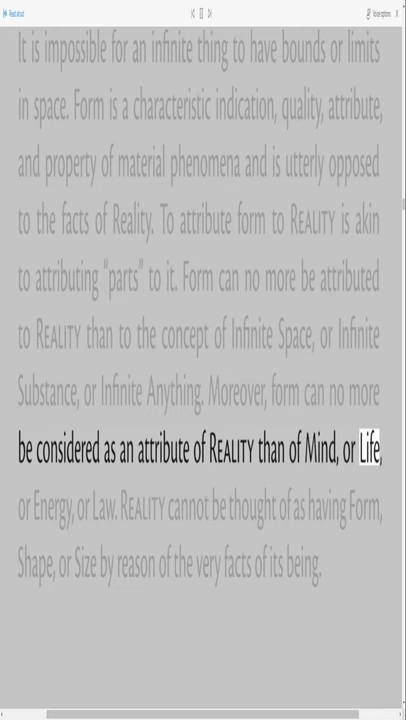 Read aloud
Voice options
It is impossible for an infinite thing to have bounds or limits
in space. Form is a characteristic indication, quality, attribute,
and property of material phenomena and is utterly opposed
to the facts of Reality. To attribute form to REALITY is akin
to attributing “parts” to it. Form can no more be attributed
to REALITY than to the concept of Infinite Space, or Infinite
Substance, or Infinite Anything. Moreover, form can no more
be considered as an attribute of REALITY than of Mind, or Life,
or Energy, or Law. REALITY cannot be thought of as having Form,
Shape, or Size by reason of the very facts of its being.